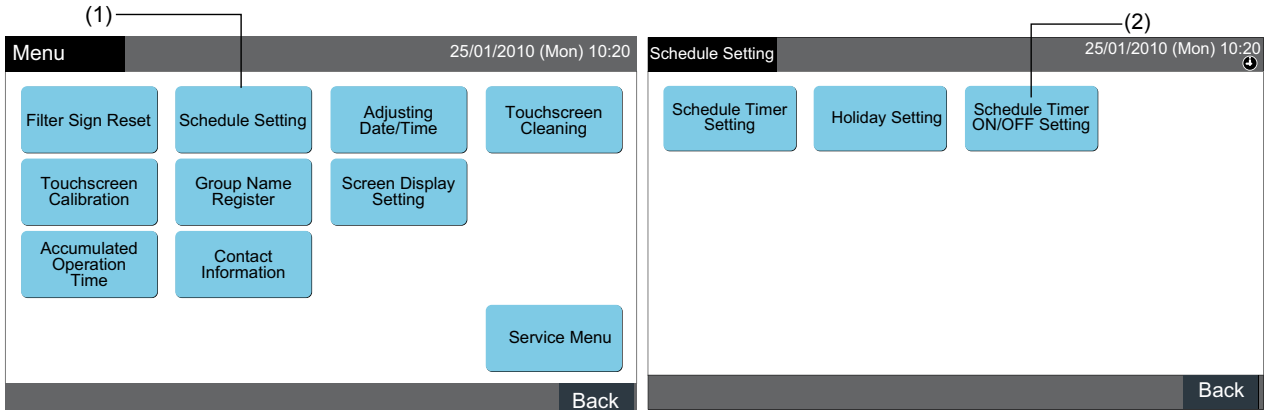 (1)
Menu
25/01/2010 (Mon) 10:20
Filter Sign Reset
Schedule Setting
Adjusting
Date/Time
Touchscreen
Cleaning
Touchscreen
Calibration
Group Name
Register
Screen Display
Setting
Accumulated
Operation
Time
Contact
Information
Service Menu
Back
(2)
Schedule Setting
25/01/2010 (Mon) 10:20
Schedule Timer
Setting
Holiday Setting
Schedule Timer
ON/OFF Setting
Back